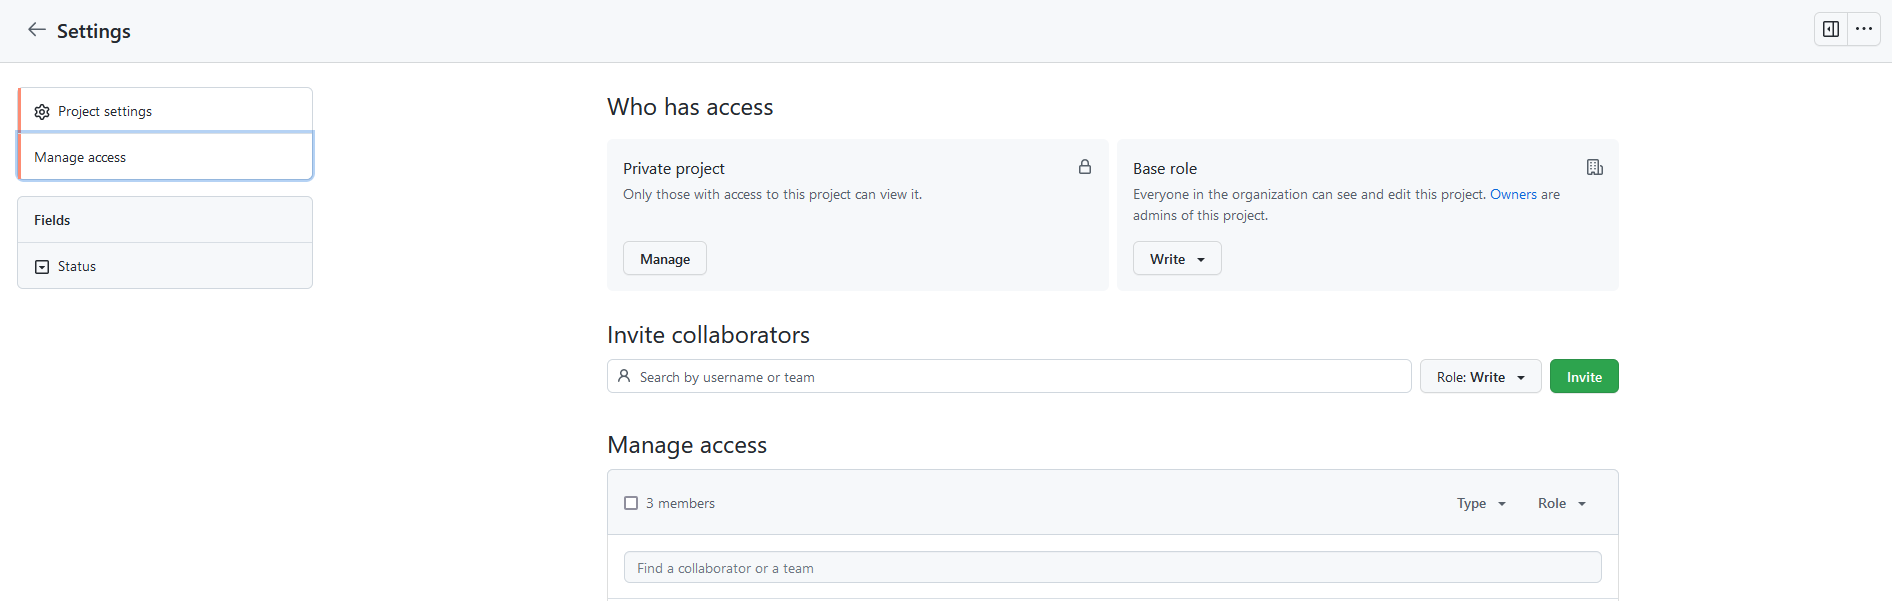 Settings
Project settings
Manage access
Fields
Status
Who has access
Private project
Only those with access to this project can view it.
Manage
Base role
Everyone in the organization can see and edit this project. Owners are
admins of this project.
Write
Invite collaborators
Search by username or team
Role: Write
Invite
Manage access
3 members
Type
Role
Find a collaborator or a team